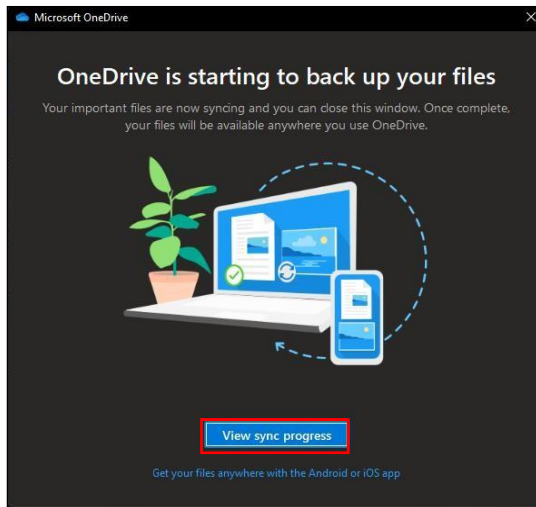 Microsoft OneDrive
OneDrive is starting to back up your files
Your important files are now syncing and you can close this window. Once complete,
your files will be available anywhere you use OneDrive.
View sync progress
Get your files anywhere with the Android or iOS app